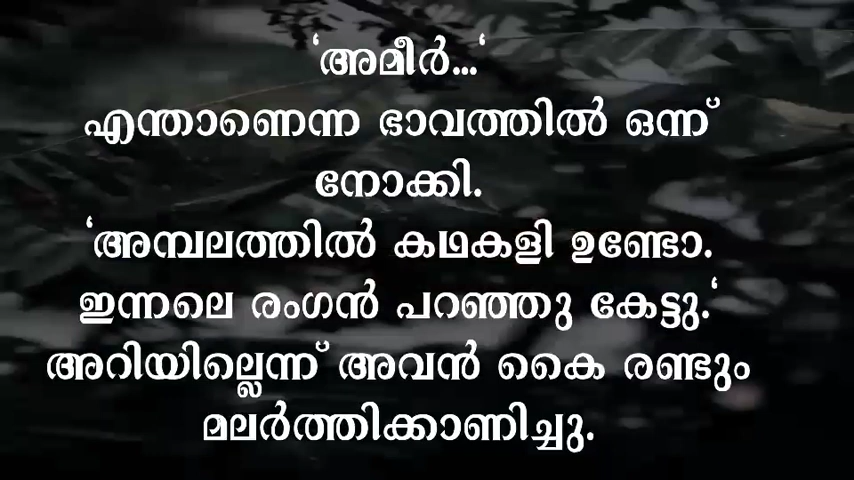 ‘അമീർ...‘
എന്താണെന്ന ഭാവത്തിൽ ഒന്ന്
നോക്കി.
‘അമ്പലത്തിൽ കഥകളി ഉണ്ടോ.
ഇന്നലെ രംഗൻ പറഞ്ഞു കേട്ടു.‘
അറിയില്ലെന്ന് അവൻ കൈ രണ്ടും
മലർത്തിക്കാണിച്ചു.